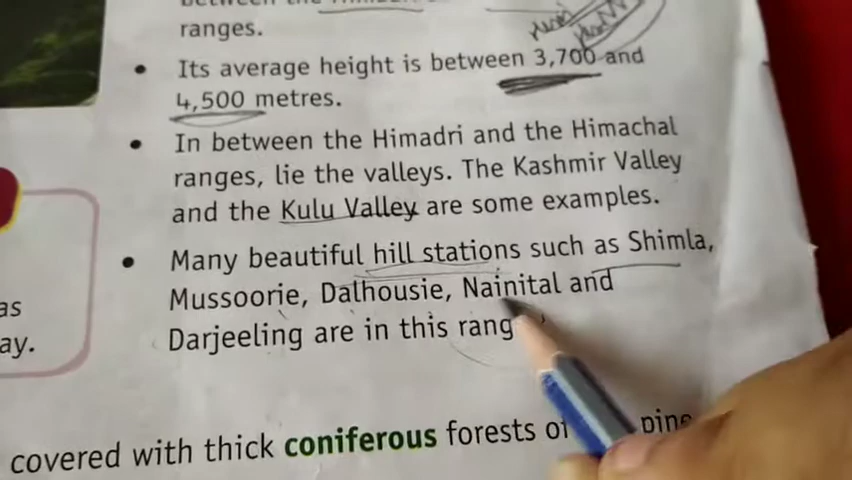 between the
ranges.
• Its average height is between 3,700 and
4,500 metres.
• In between the Himadri and the Himachal
ranges, lie the valleys. The Kashmir Valley
and the Kulu Valley are some examples.
• Many beautiful hill stations such as Shimla,
Mussoorie, Dalhousie, Nainital and
Darjeeling are in this rang
as
ay.
covered with thick coniferous forests of pine